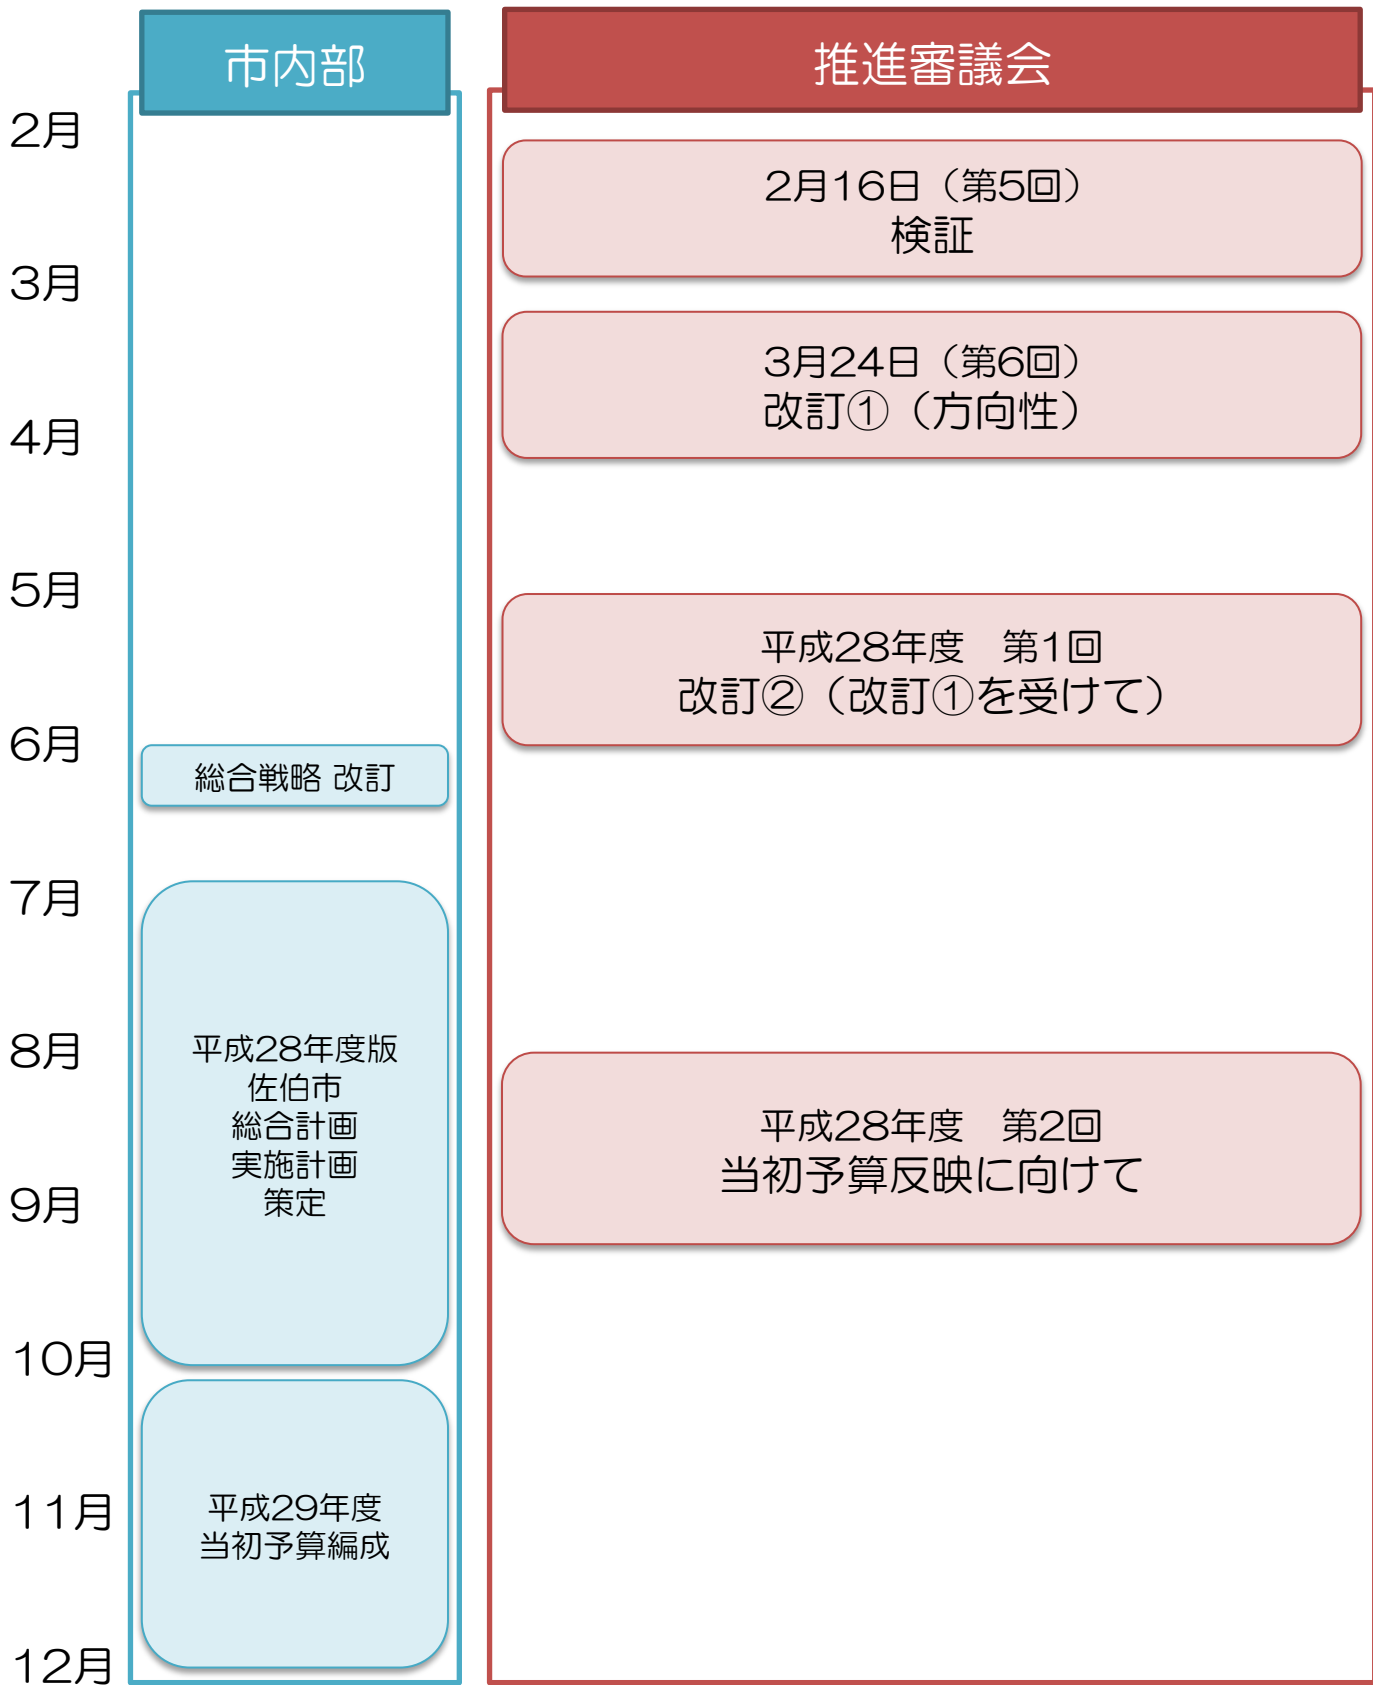 市内部
推進審議会
2月
2月16日（第5回）
検証
3月
3月24日（第6回）
改訂①（方向性）
4月
5月
平成28年度　第1回
改訂②（改訂①を受けて）
6月
総合戦略 改訂
7月
8月
平成28年度版
佐伯市
総合計画
実施計画
策定
平成28年度　第2回
当初予算反映に向けて
9月
10月
11月
平成29年度
当初予算編成
12月